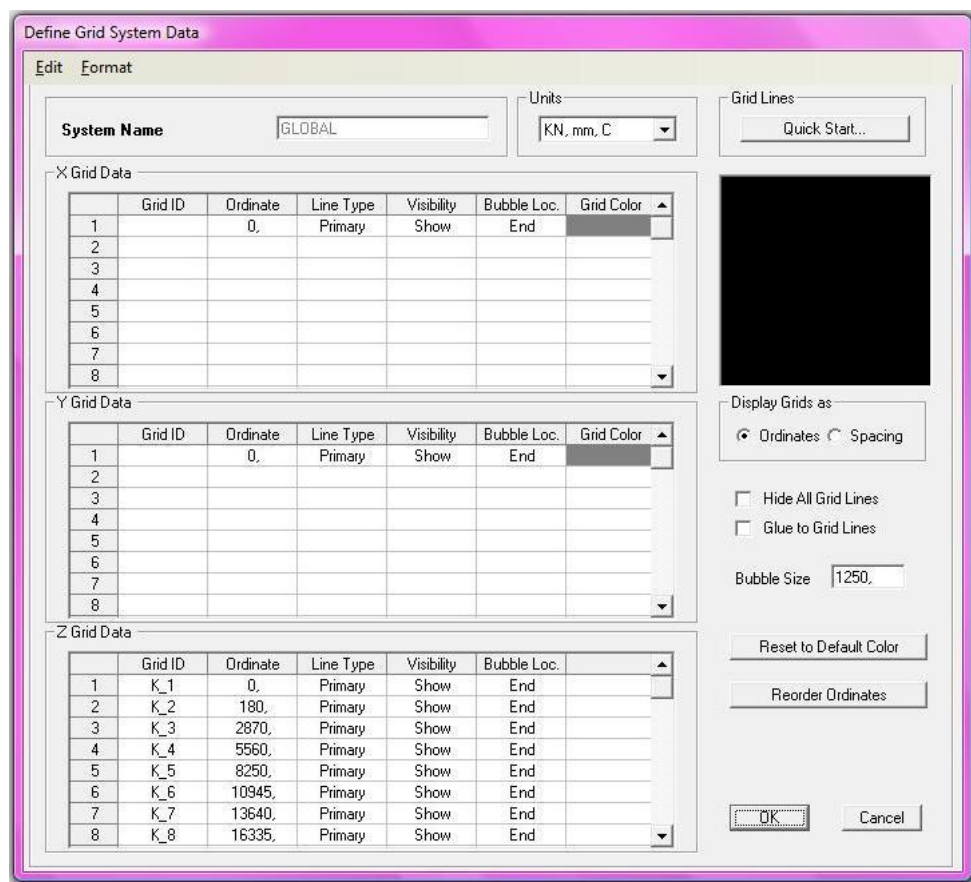 Define Grid System Data
Edit Format
System Name GLOBAL
Units
KN, mm, C
Grid Lines
Quick Start...
X Grid Data
Grid ID Ordinate Line Type Visibility Bubble Loc. Grid Color
1 0, Primary Show End
2
3
4
5
6
7
8
Y Grid Data
Grid ID Ordinate Line Type Visibility Bubble Loc. Grid Color
1 0, Primary Show End
2
3
4
5
6
7
8
Display Grids as
Ordinates Spacing
Hide All Grid Lines
Glue to Grid Lines
Bubble Size 1250,
Z Grid Data
Grid ID Ordinate Line Type Visibility Bubble Loc.
1 K_1 0, Primary Show End
2 K_2 180, Primary Show End
3 K_3 2870, Primary Show End
4 K_4 5560, Primary Show End
5 K_5 8250, Primary Show End
6 K_6 10945, Primary Show End
7 K_7 13640, Primary Show End
8 K_8 16335, Primary Show End
Reset to Default Color
Reorder Ordinates
OK Cancel